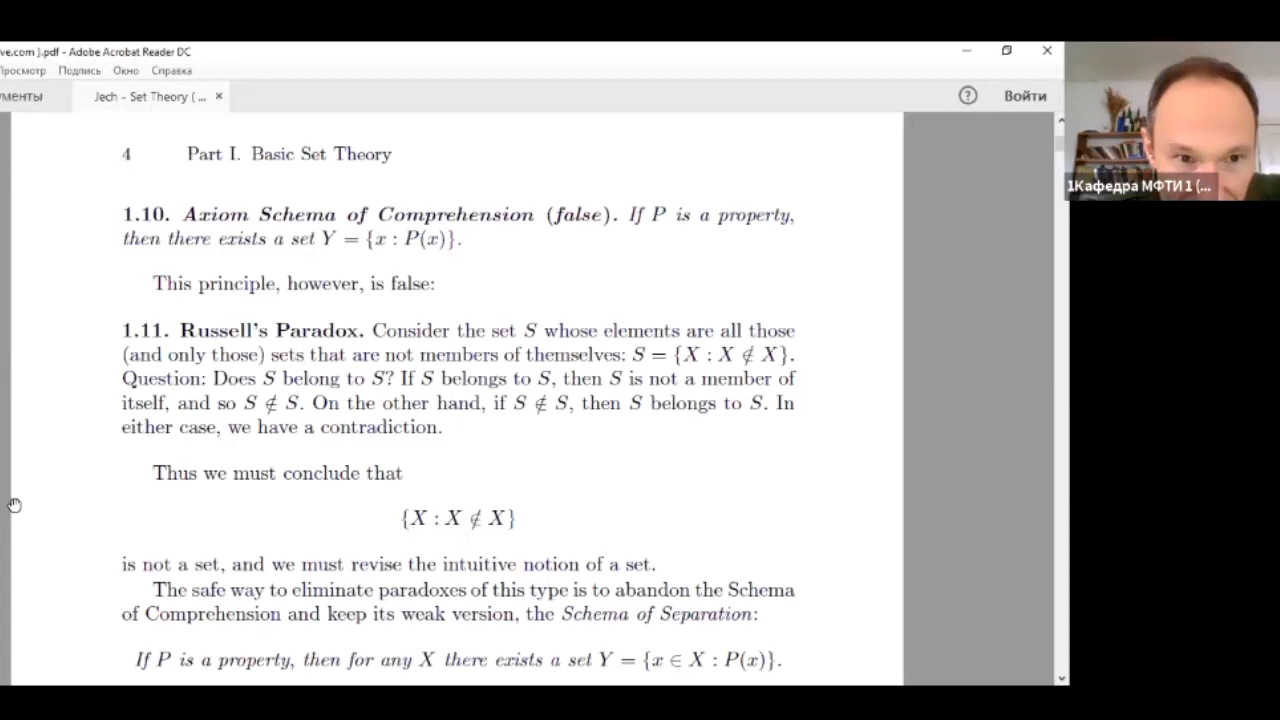 ve.com ).pdf - Adobe Acrobat Reader DC
Просмотр Подпись Окно Справка
ументы Jech - Set Theory ( ... × ? Войти
4 Part I. Basic Set Theory
1.10. Axiom Schema of Comprehension (false). If P is a property,
then there exists a set Y = {x : P(x)}.
This principle, however, is false:
1.11. Russell's Paradox. Consider the set S whose elements are all those
(and only those) sets that are not members of themselves: S = {X : X ∉ X}.
Question: Does S belong to S? If S belongs to S, then S is not a member of
itself, and so S ∉ S. On the other hand, if S ∉ S, then S belongs to S. In
either case, we have a contradiction.
Thus we must conclude that
{X : X ∉ X}
is not a set, and we must revise the intuitive notion of a set.
The safe way to eliminate paradoxes of this type is to abandon the Schema
of Comprehension and keep its weak version, the Schema of Separation:
If P is a property, then for any X there exists a set Y = {x ∈ X : P(x)}.
1Кафедра МФТИ 1 (...